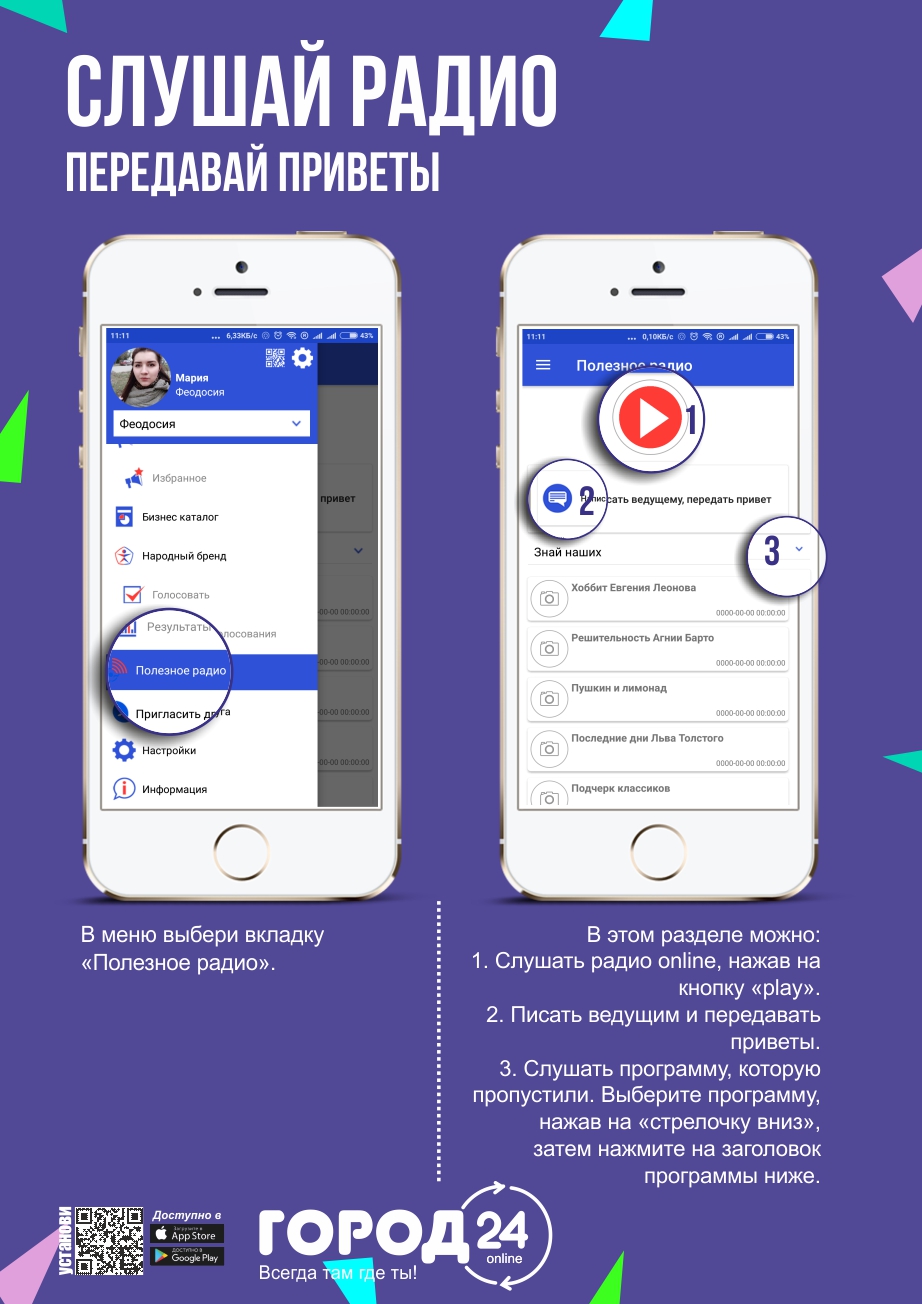 СЛУШАЙ РАДИО
ПЕРЕДАВАЙ ПРИВЕТЫ
11:11
6,33КБ/с
43%
Мария
Феодосия
Феодосия
Избранное
Бизнес каталог
Народный бренд
Голосовать
Результаты голосования
Полезное радио
Пригласить друга
Настройки
Информация
привет
00-00 00:00:00
00-00 00:00:00
00-00 00:00:00
00-00 00:00:00
11:11
0,10КБ/с
43%
Полезное радио
1
2
Написать ведущему, передать привет
Знай наших
3
Хоббит Евгения Леонова
0000-00-00 00:00:00
Решительность Агнии Барто
0000-00-00 00:00:00
Пушкин и лимонад
0000-00-00 00:00:00
Последние дни Льва Толстого
0000-00-00 00:00:00
Подчерк классиков
В меню выбери вкладку
«Полезное радио».
В этом разделе можно:
1. Слушать радио online, нажав на
кнопку «play».
2. Писать ведущим и передавать
приветы.
3. Слушать программу, которую
пропустили. Выберите программу,
нажав на «стрелочку вниз»,
затем нажмите на заголовок
программы ниже.
УСТАНОВИ
Доступно в
Загрузите в
App Store
ДОСТУПНО В
Google Play
ГОРОД 24
online
Всегда там где ты!